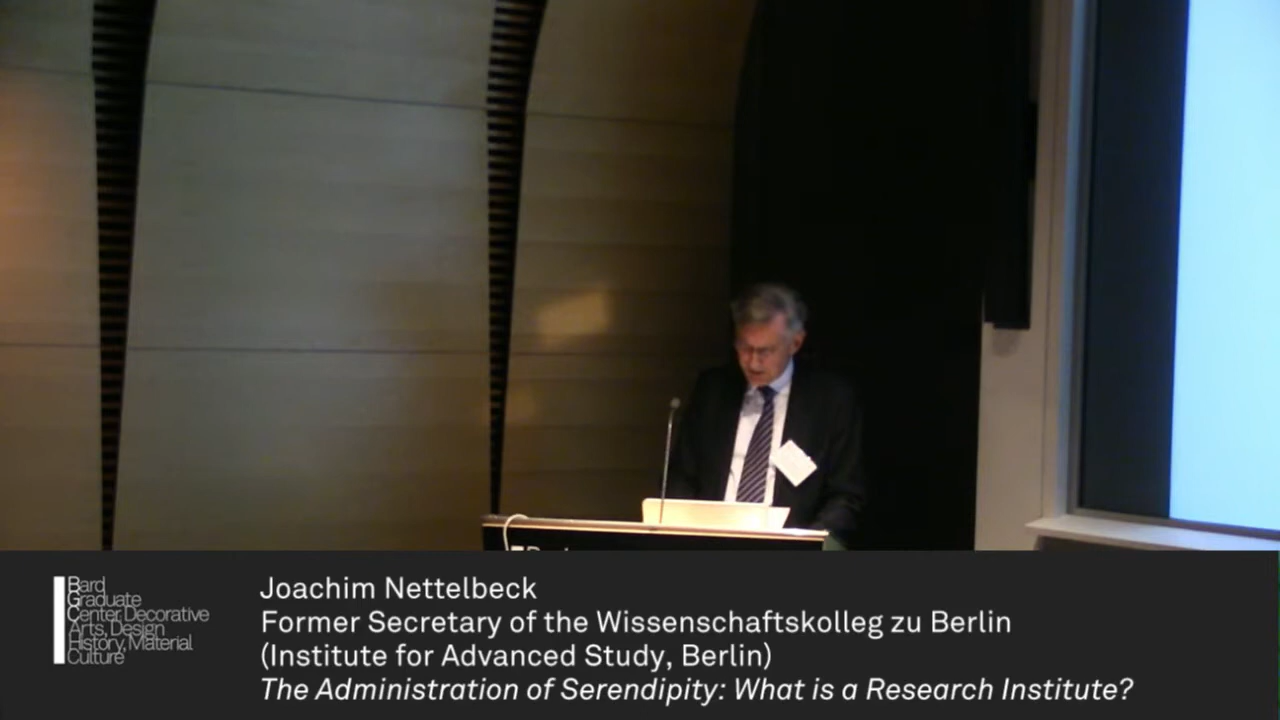 Bard
Graduate
Center Decorative
Arts, Design
History, Material
Culture
Joachim Nettelbeck
Former Secretary of the Wissenschaftskolleg zu Berlin
(Institute for Advanced Study, Berlin)
The Administration of Serendipity: What is a Research Institute?